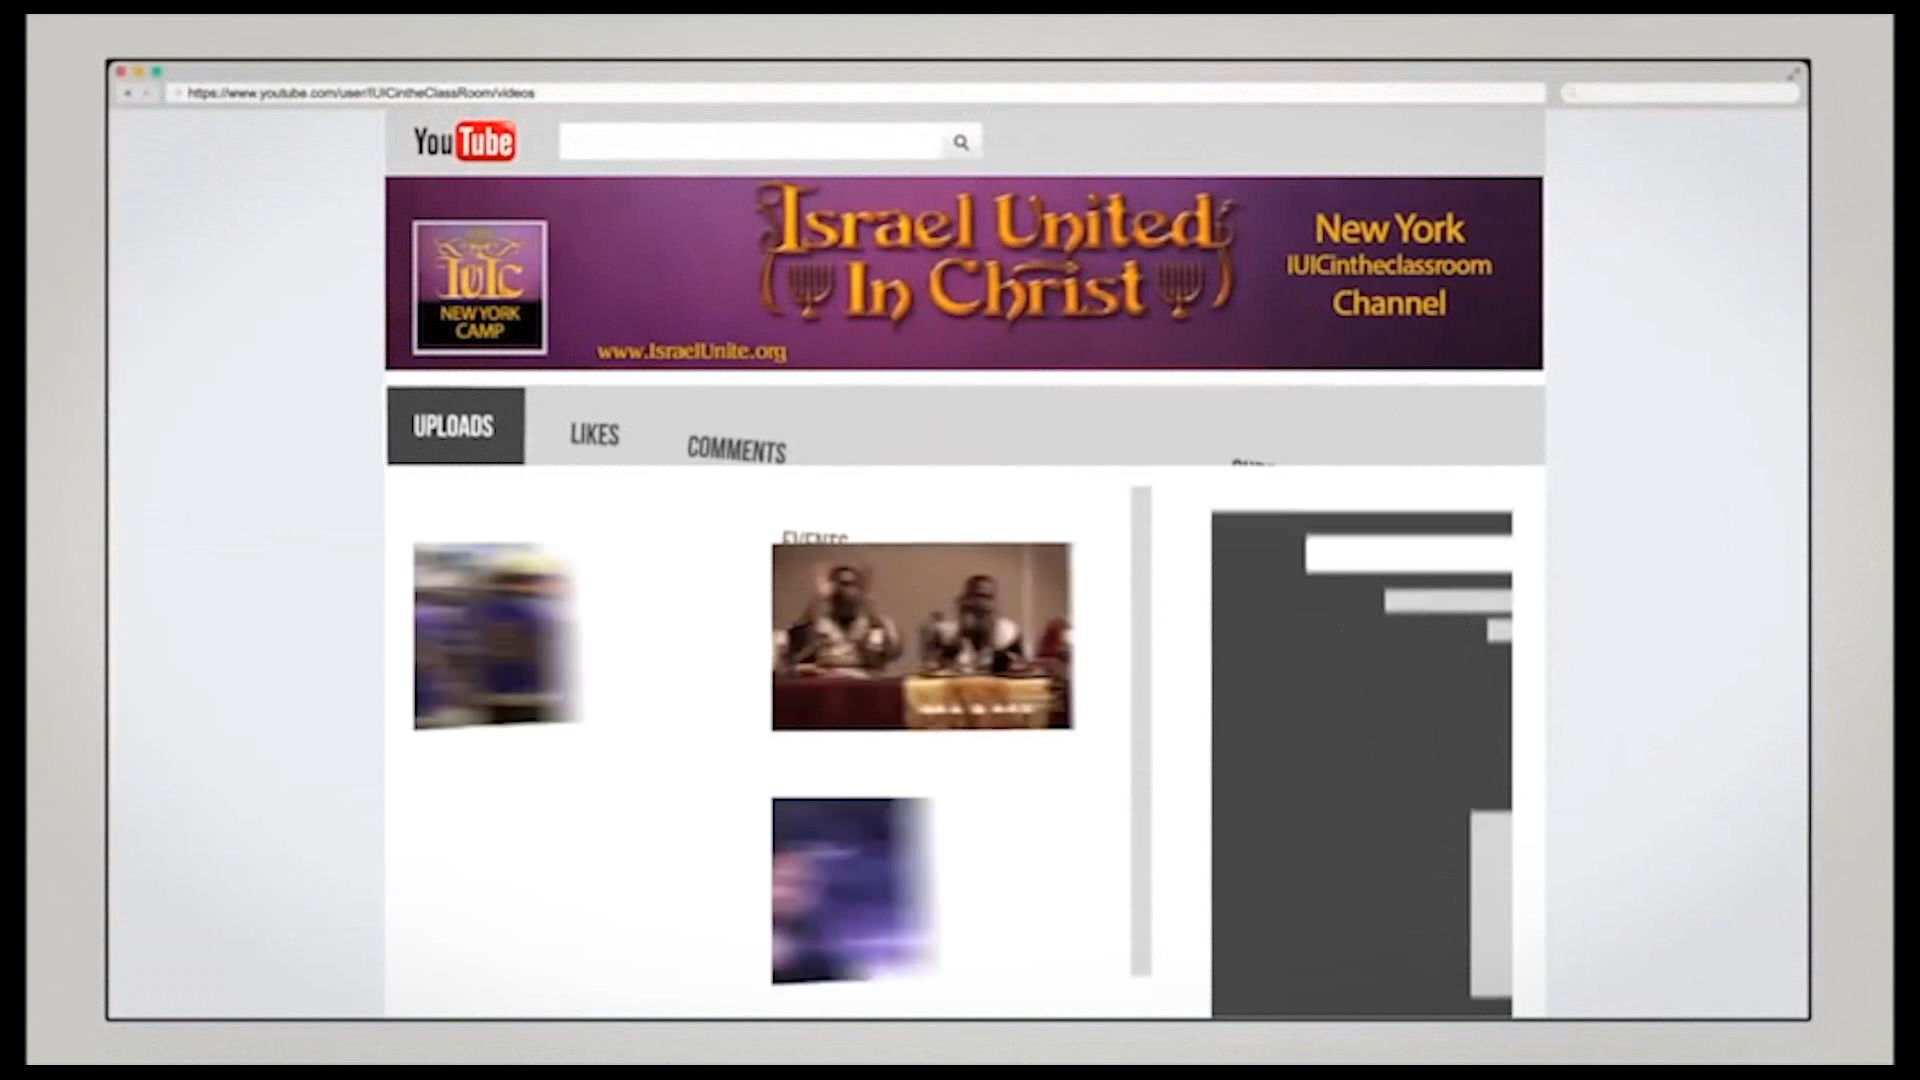 https://www.youtube.com/user/IUICintheClassRoom/videos
YouTube
Israel United
In Christ
New York
IUICintheclassroom
Channel
IUIC
NEW YORK
CAMP
www.IsraelUnite.org
UPLOADS
LIKES
COMMENTS
EVENTS